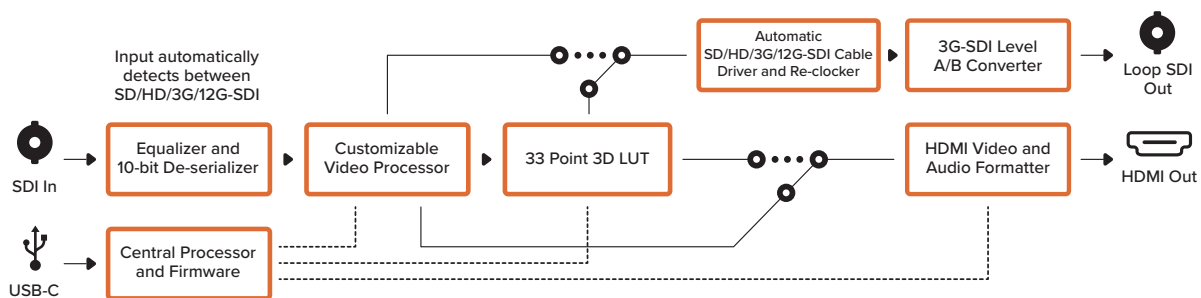 Input automatically
detects between
SD/HD/3G/12G-SDI
Automatic
SD/HD/3G/12G-SDI Cable
Driver and Re-clocker
3G-SDI Level
A/B Converter
Loop SDI
Out
SDI In
Equalizer and
10-bit De-serializer
Customizable
Video Processor
33 Point 3D LUT
HDMI Video and
Audio Formatter
HDMI Out
USB-C
Central Processor
and Firmware